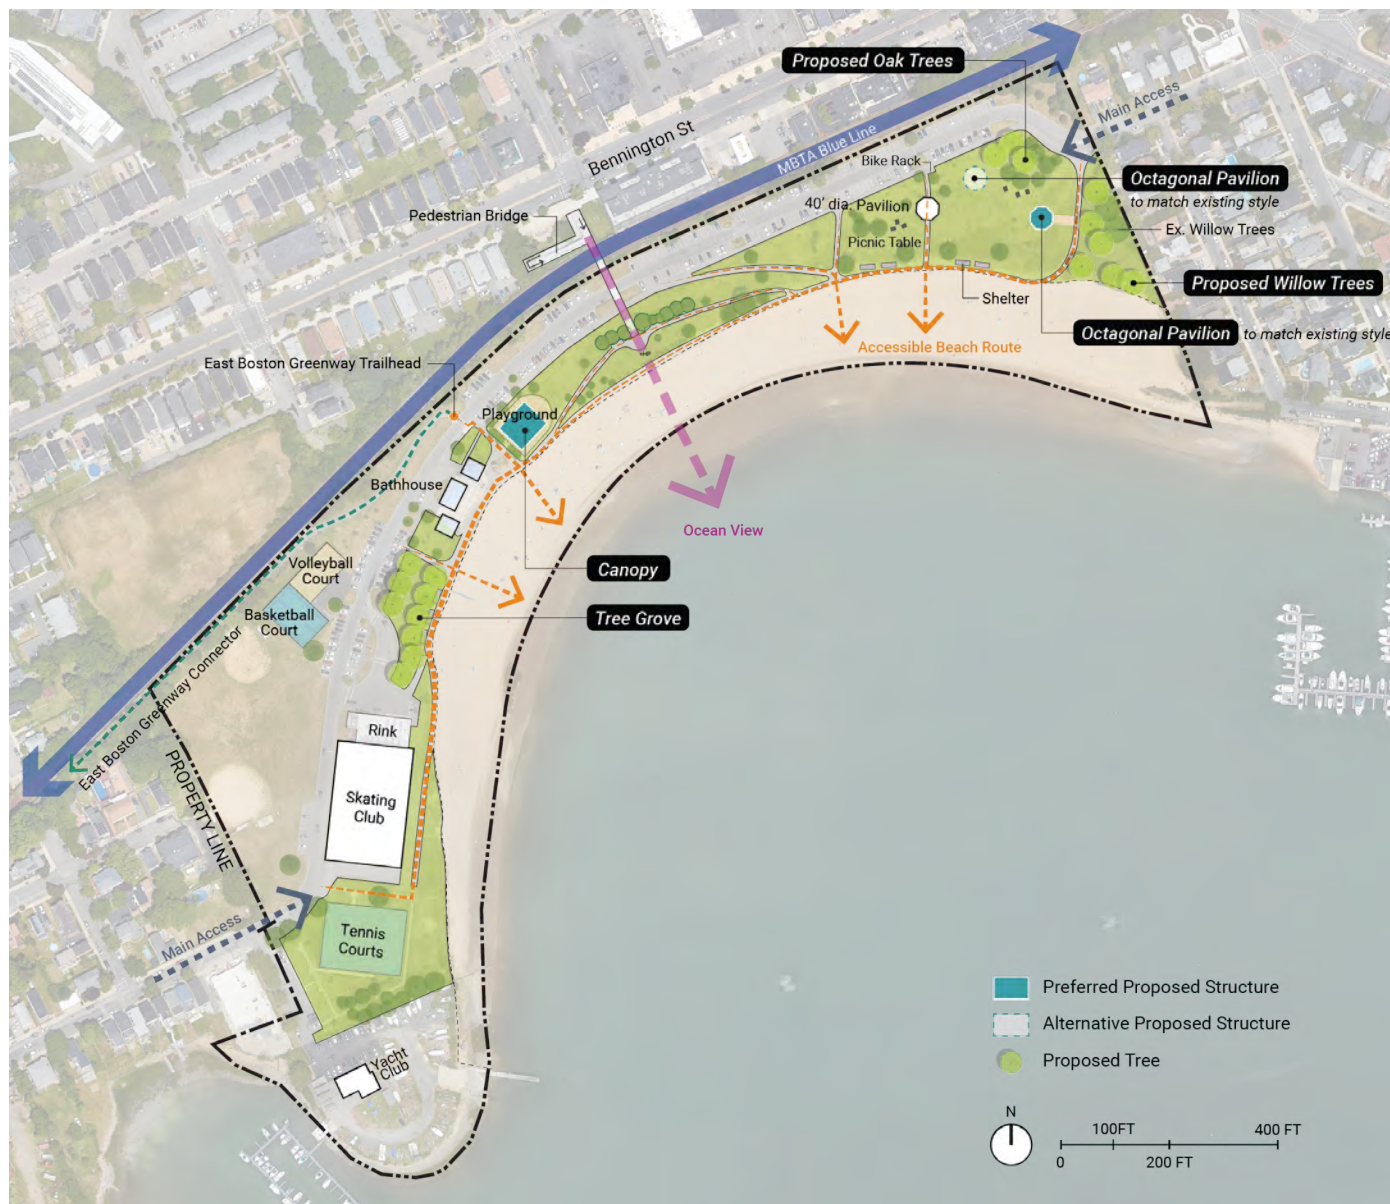 Proposed Oak Trees
Main Access
Bennington St
MBTA Blue Line
Bike Rack
Octagonal Pavilion
to match existing style
40' dia. Pavilion
Pedestrian Bridge
Ex. Willow Trees
Picnic Table
Proposed Willow Trees
Shelter
Octagonal Pavilion to match existing style
Accessible Beach Route
East Boston Greenway Trailhead
Playground
Bathhouse
Ocean View
Canopy
Volleyball
Court
Basketball
Court
Tree Grove
East Boston Greenway Connector
Rink
PROPERTY LINE
Skating
Club
Main Access
Tennis
Courts
Yacht
Club
Preferred Proposed Structure
Alternative Proposed Structure
Proposed Tree
N
100FT
400 FT
0
200 FT